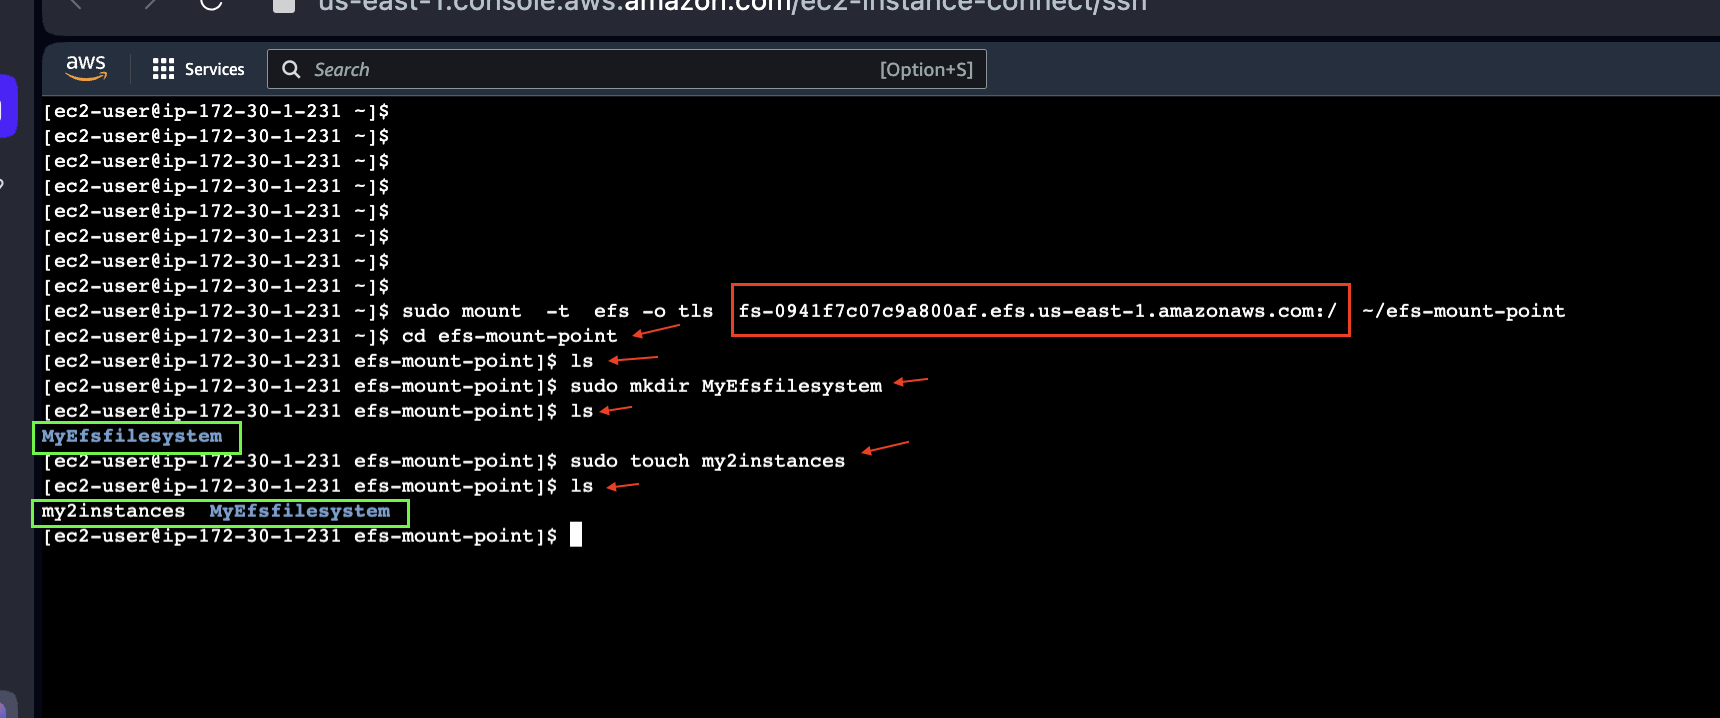 us-east-1.console.aws.amazon.com/ec2-instance-connect/ssh
aws Services Search [Option+S]
[ec2-user@ip-172-30-1-231 ~]$
[ec2-user@ip-172-30-1-231 ~]$
[ec2-user@ip-172-30-1-231 ~]$
[ec2-user@ip-172-30-1-231 ~]$
[ec2-user@ip-172-30-1-231 ~]$
[ec2-user@ip-172-30-1-231 ~]$
[ec2-user@ip-172-30-1-231 ~]$
[ec2-user@ip-172-30-1-231 ~]$
[ec2-user@ip-172-30-1-231 ~]$ sudo mount  -t  efs -o tls  fs-0941f7c07c9a800af.efs.us-east-1.amazonaws.com:/  ~/efs-mount-point
[ec2-user@ip-172-30-1-231 ~]$ cd efs-mount-point
[ec2-user@ip-172-30-1-231 efs-mount-point]$ ls
[ec2-user@ip-172-30-1-231 efs-mount-point]$ sudo mkdir MyEfsfilesystem
[ec2-user@ip-172-30-1-231 efs-mount-point]$ ls
MyEfsfilesystem
[ec2-user@ip-172-30-1-231 efs-mount-point]$ sudo touch my2instances
[ec2-user@ip-172-30-1-231 efs-mount-point]$ ls
my2instances  MyEfsfilesystem
[ec2-user@ip-172-30-1-231 efs-mount-point]$